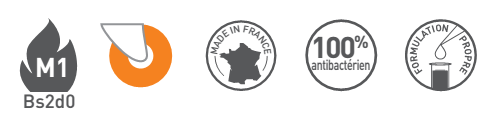 M1
Bs2d0
MADE IN FRANCE
100%
antibactérien
FORMULATION PROPRE